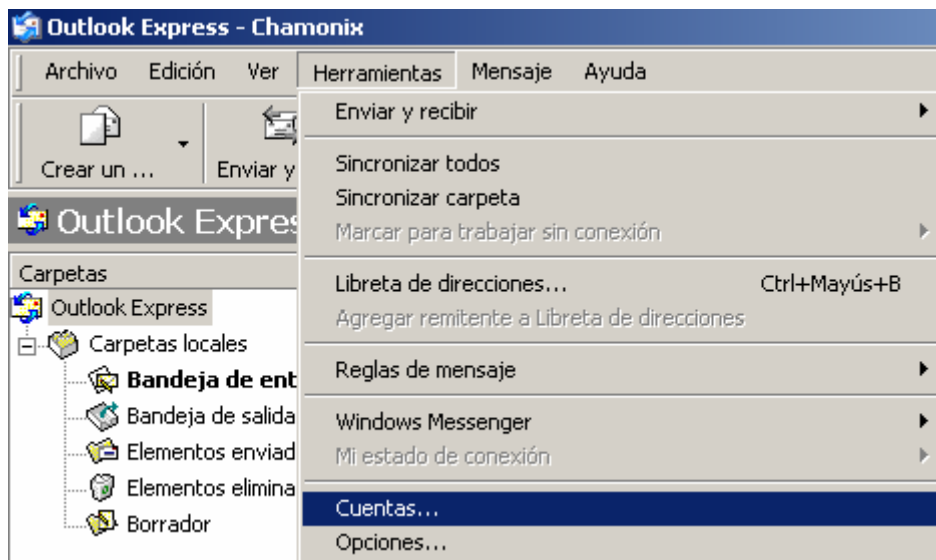 Outlook Express - Chamonix
Archivo Edición Ver Herramientas Mensaje Ayuda
Crear un ... Enviar y
Outlook Expres
Carpetas
Outlook Express
Carpetas locales
Bandeja de ent
Bandeja de salida
Elementos enviad
Elementos elimina
Borrador
Enviar y recibir
Sincronizar todos
Sincronizar carpeta
Marcar para trabajar sin conexión
Libreta de direcciones... Ctrl+Mayús+B
Agregar remitente a Libreta de direcciones
Reglas de mensaje
Windows Messenger
Mi estado de conexión
Cuentas...
Opciones...